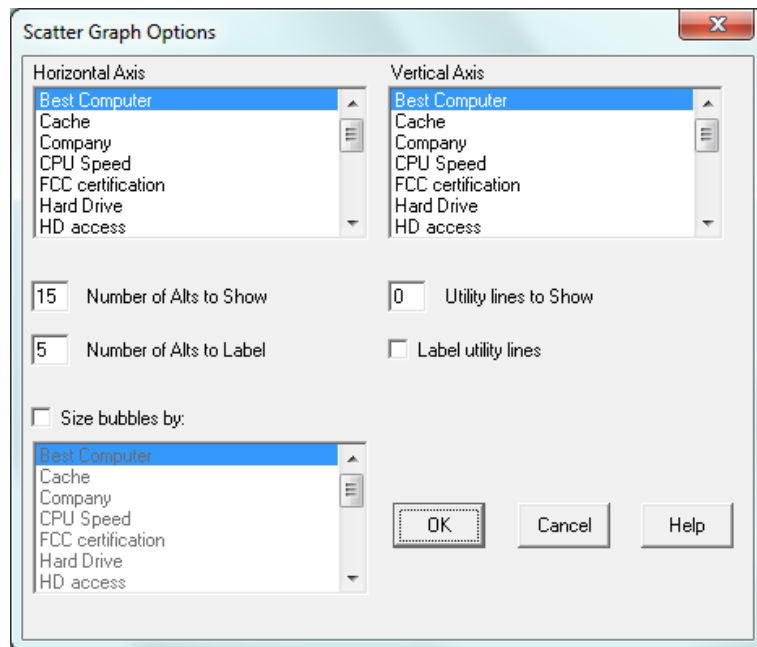 Scatter Graph Options
Horizontal Axis
Best Computer
Cache
Company
CPU Speed
FCC certification
Hard Drive
HD access
Vertical Axis
Best Computer
Cache
Company
CPU Speed
FCC certification
Hard Drive
HD access
15 Number of Alts to Show
0 Utility lines to Show
5 Number of Alts to Label
Label utility lines
Size bubbles by:
Best Computer
Cache
Company
CPU Speed
FCC certification
Hard Drive
HD access
OK Cancel Help